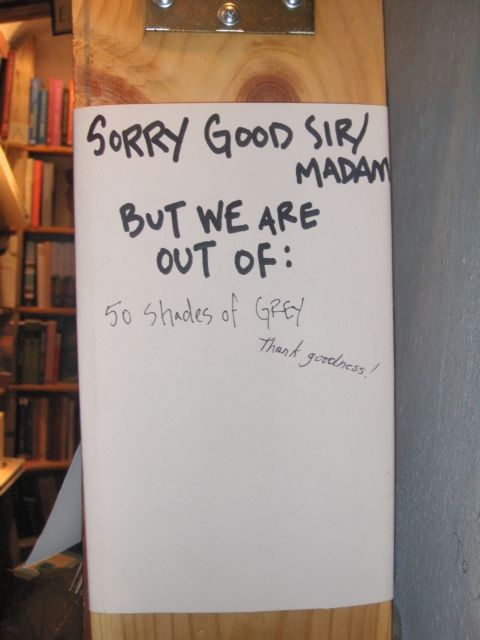 SORRY GOOD SIR/
MADAM
BUT WE ARE
OUT OF:
50 shades of GREY
Thank goodness!